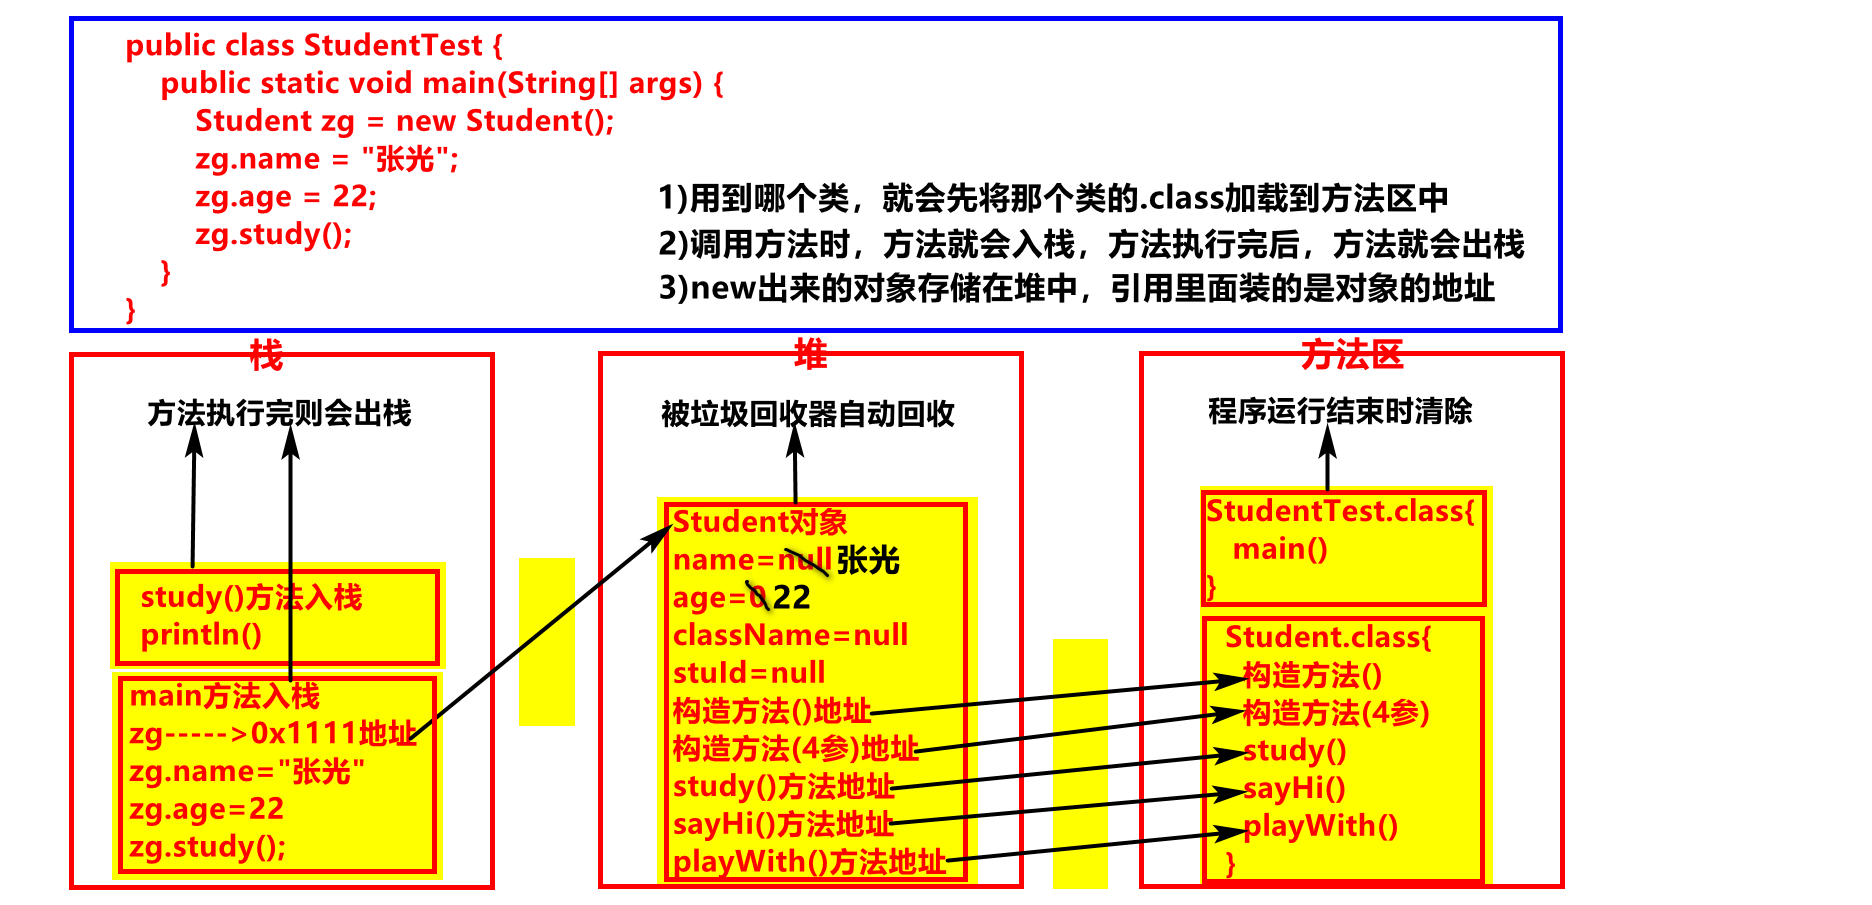 public class StudentTest {
public static void main(String[] args) {
Student zg = new Student();
zg.name = "张光";
zg.age = 22;
zg.study();
}
}
1)用到哪个类，就会先将那个类的.class加载到方法区中
2)调用方法时，方法就会入栈，方法执行完后，方法就会出栈
3)new出来的对象存储在堆中，引用里面装的是对象的地址
栈
方法执行完则会出栈
study()方法入栈
println()
main方法入栈
zg----->0x1111地址
zg.name="张光"
zg.age=22
zg.study();
堆
被垃圾回收器自动回收
Student对象
name=null 张光
age=0 22
className=null
stuId=null
构造方法()地址
构造方法(4参)地址
study()方法地址
sayHi()方法地址
playWith()方法地址
方法区
程序运行结束时清除
StudentTest.class{
main()
}
Student.class{
构造方法()
构造方法(4参)
study()
sayHi()
playWith()
}